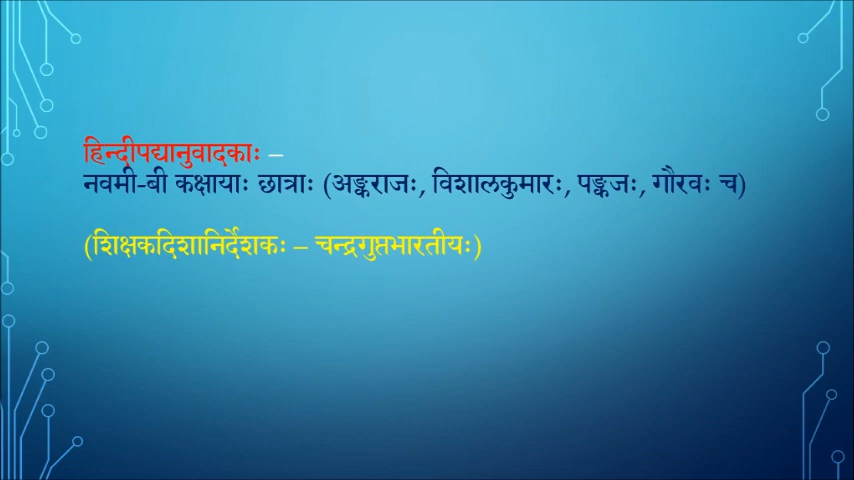 हिन्दीपद्यानुवादकाः –
नवमी-बी कक्षायाः छात्राः (अङ्कराजः, विशालकुमारः, पङ्कजः, गौरवः च)
(शिक्षकदिशानिर्देशकः – चन्द्रगुप्तभारतीयः)